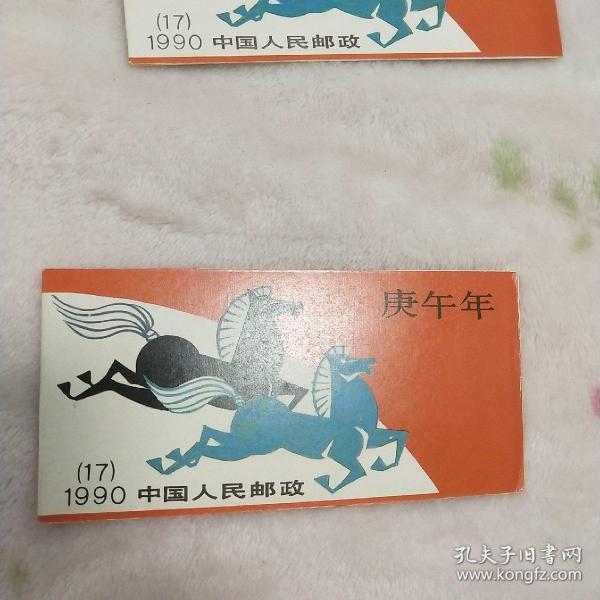 (17)
1990 中国人民邮政
庚午年
(17)
1990 中国人民邮政
孔夫子旧书网
www.kongfz.com